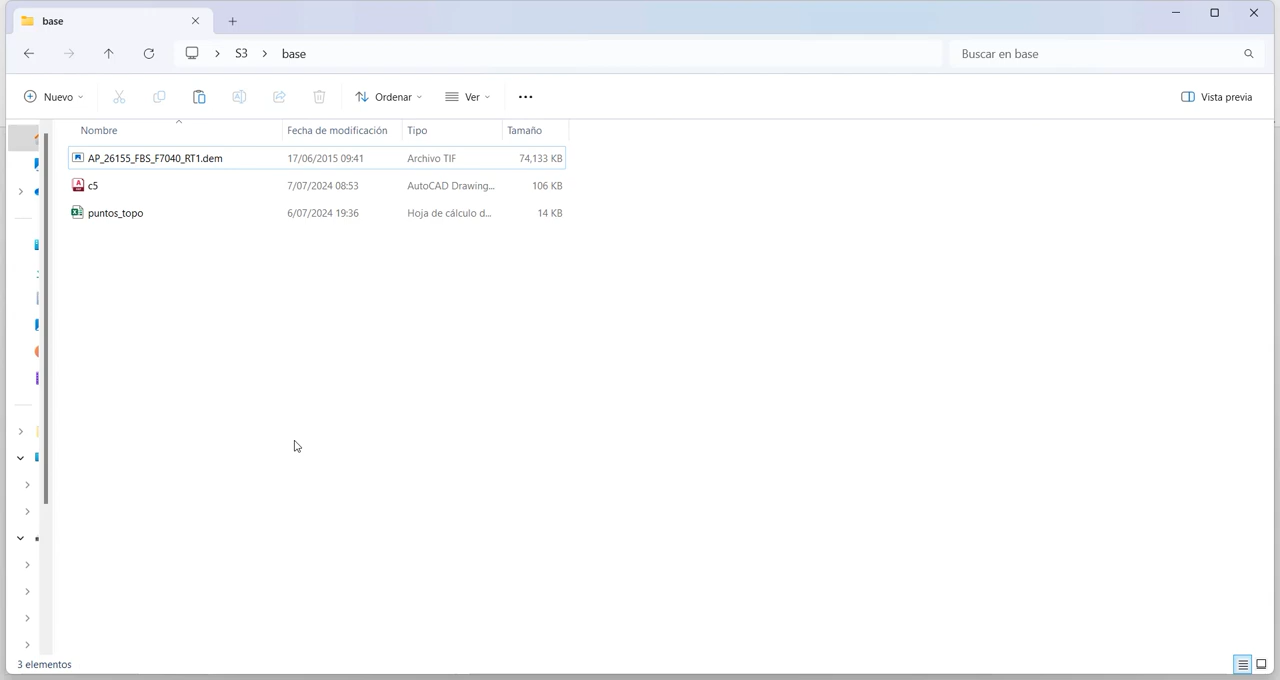 base
S3 > base
Buscar en base
Nuevo
Ordenar
Ver
Vista previa
Nombre Fecha de modificación Tipo Tamaño
AP_26155_FBS_F7040_RT1.dem 17/06/2015 09:41 Archivo TIF 74,133 KB
c5 7/07/2024 08:53 AutoCAD Drawing... 106 KB
puntos_topo 6/07/2024 19:36 Hoja de cálculo d... 14 KB
3 elementos